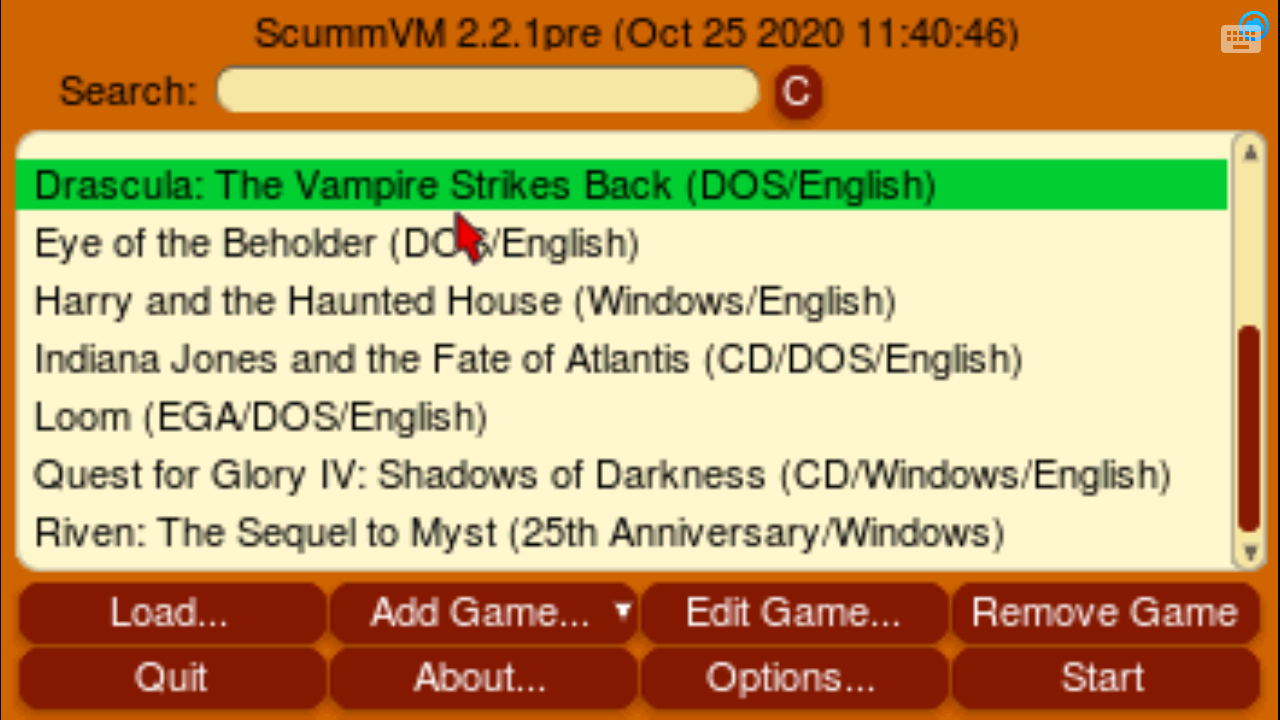 ScummVM 2.2.1pre (Oct 25 2020 11:40:46)
Search: C
Drascula: The Vampire Strikes Back (DOS/English)
Eye of the Beholder (DOS/English)
Harry and the Haunted House (Windows/English)
Indiana Jones and the Fate of Atlantis (CD/DOS/English)
Loom (EGA/DOS/English)
Quest for Glory IV: Shadows of Darkness (CD/Windows/English)
Riven: The Sequel to Myst (25th Anniversary/Windows)
Load... Add Game... Edit Game... Remove Game
Quit About... Options... Start